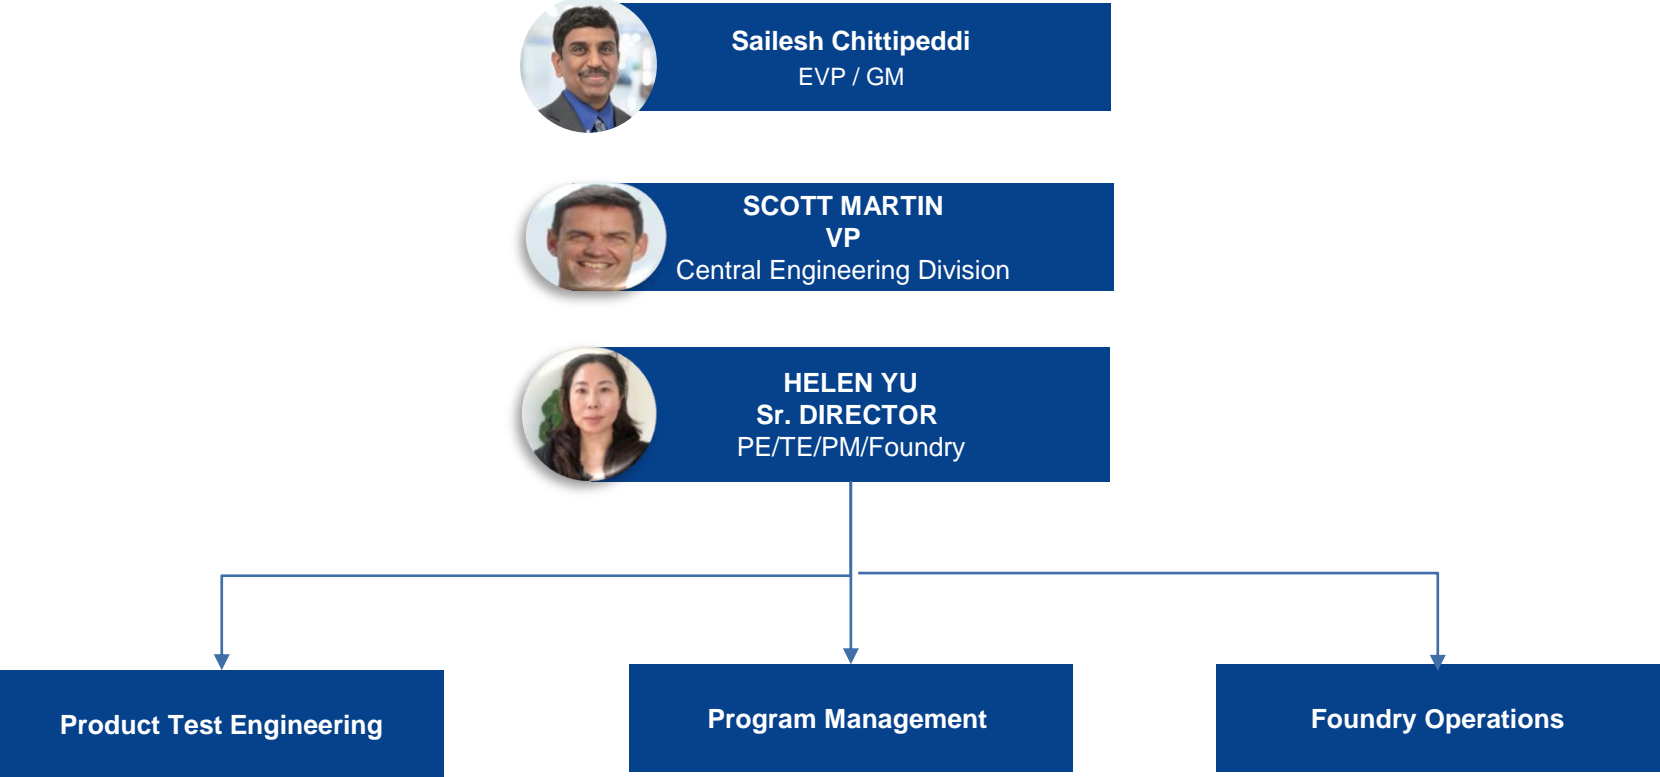 Sailesh Chittipeddi
EVP / GM
SCOTT MARTIN
VP
Central Engineering Division
HELEN YU
Sr. DIRECTOR
PE/TE/PM/Foundry
Product Test Engineering
Program Management
Foundry Operations